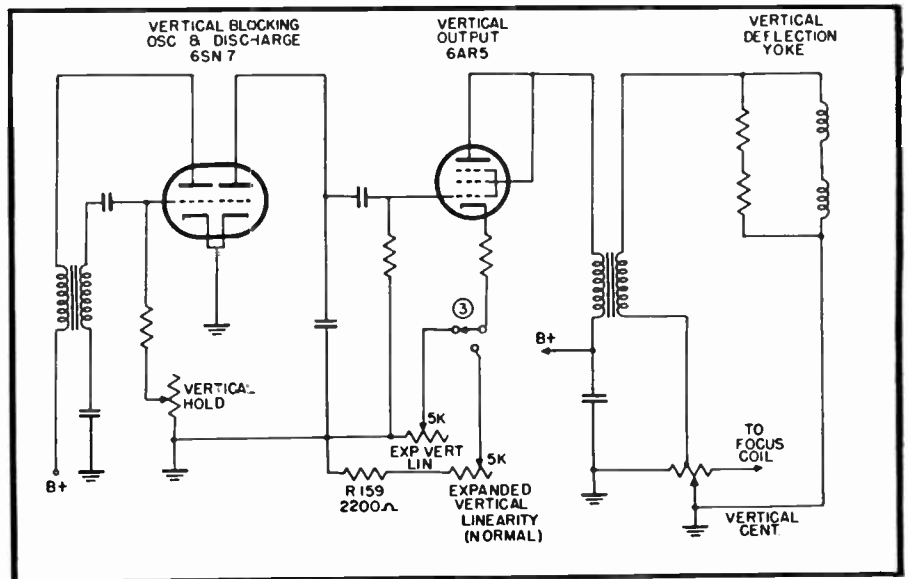 VERTICAL BLOCKING
OSC & DISCHARGE
6SN7
VERTICAL
OUTPUT
6AR5
VERTICAL
DEFLECTION
YOKE
3
B+
VERTICAL
HOLD
B+
5K
EXP VERT
LIN
5K
R 159
2200Ω
EXPANDED
VERTICAL
LINEARITY
(NORMAL)
TO
FOCUS
COIL
VERTICAL
CENT.